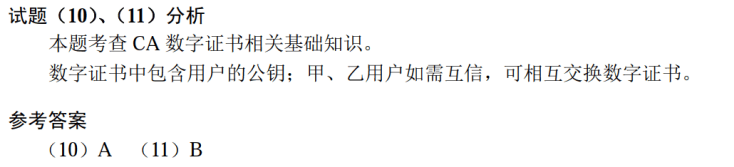 试题（10）、（11）分析
本题考查 CA 数字证书相关基础知识。
数字证书中包含用户的公钥；甲、乙用户如需互信，可相互交换数字证书。
参考答案
（10）A （11）B